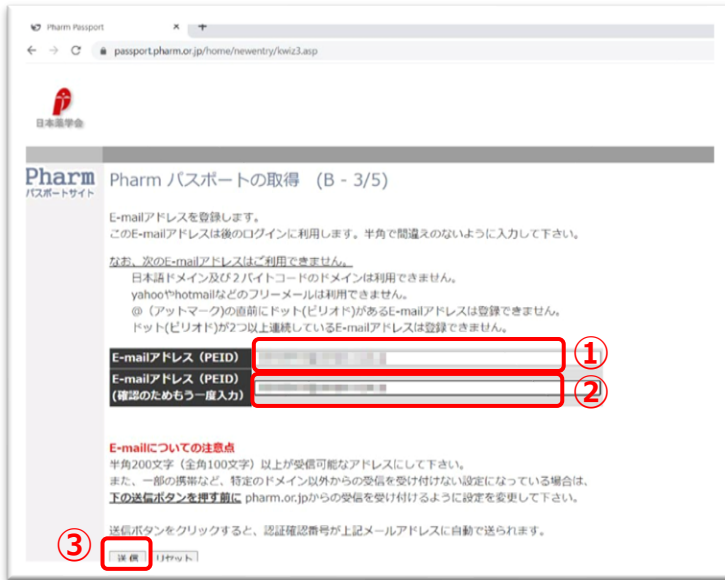 Pharm Passport
passport.pharm.or.jp/home/newentry/kwiz3.asp
日本薬学会
Pharm
パスポートサイト
Pharm パスポートの取得 (B - 3/5)
E-mailアドレスを登録します。
このE-mailアドレスは後のログインに利用します。半角で間違えのないように入力して下さい。
なお、次のE-mailアドレスはご利用できません。
日本語ドメイン及び2バイトコードのドメインは利用できません。
yahooやhotmailなどのフリーメールは利用できません。
@（アットマーク)の直前にドット(ピリオド)があるE-mailアドレスは登録できません。
ドット(ピリオド)が2つ以上連続しているE-mailアドレスは登録できません。
E-mailアドレス（PEID）
①
E-mailアドレス（PEID）
(確認のためもう一度入力)
②
E-mailについての注意点
半角200文字（全角100文字）以上が受信可能なアドレスにして下さい。
また、一部の携帯など、特定のドメイン以外からの受信を受け付けない設定になっている場合は、
下の送信ボタンを押す前に pharm.or.jpからの受信を受け付けるように設定を変更して下さい。
送信ボタンをクリックすると、認証確認番号が上記メールアドレスに自動で送られます。
③
送信 リセット